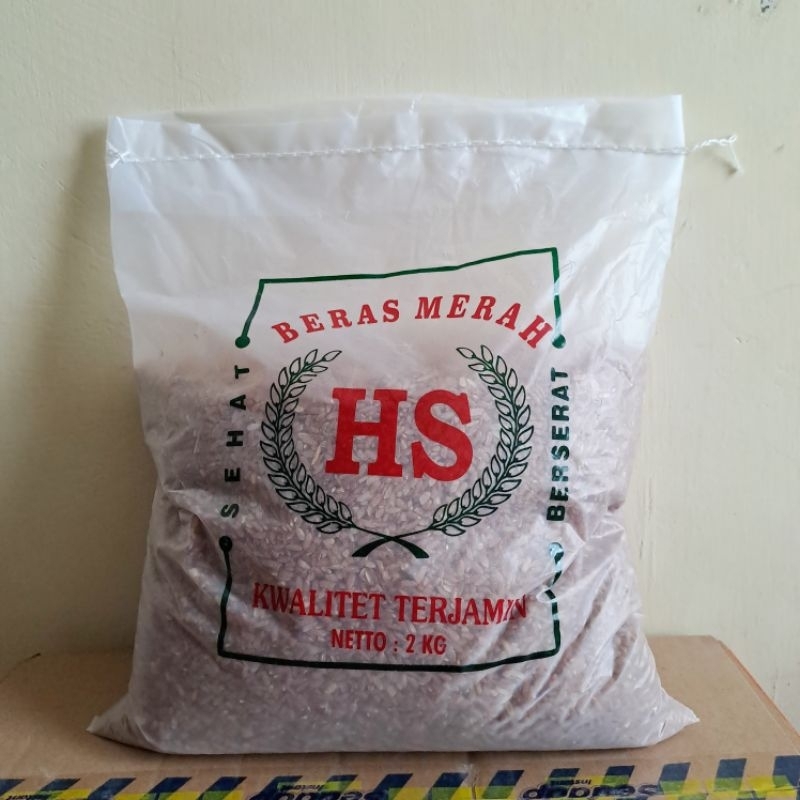 BERAS MERAH
SEHAT
HS
BERSERAT
KWALITET TERJAMIN
NETTO : 2 KG